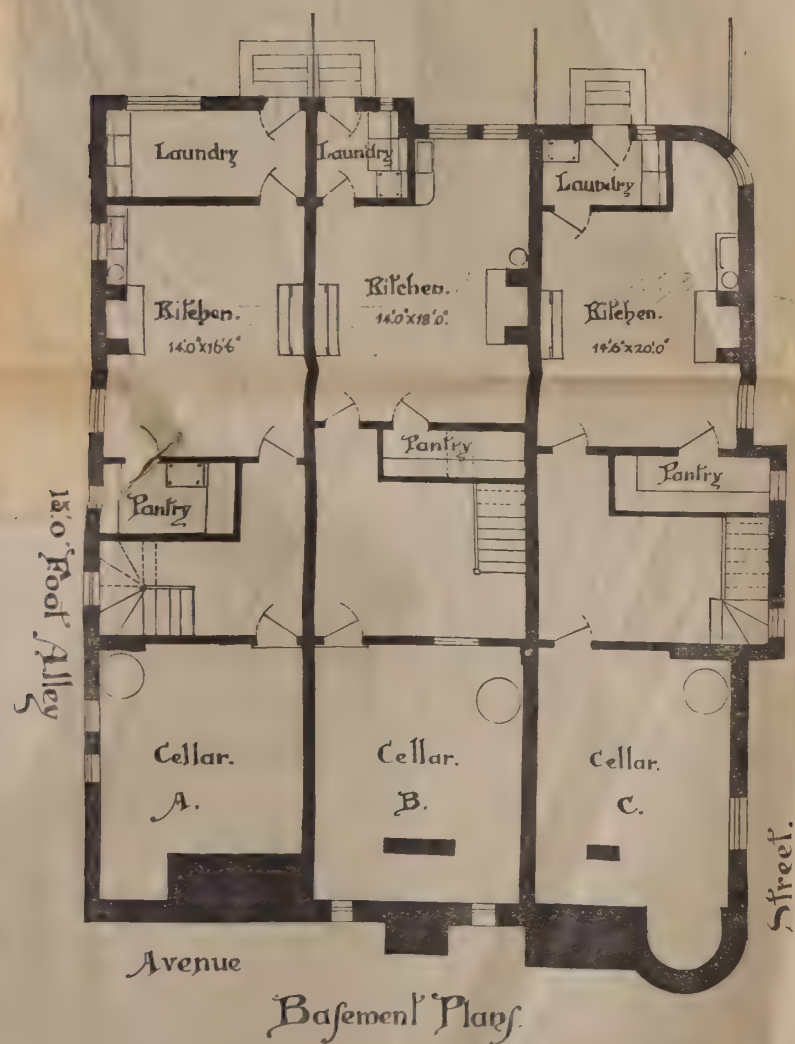 Laundry
Laundry
Laundry
Kitchen.
14'0"x16'6"
Kitchen.
14'0"x18'0"
Kitchen.
14'6"x20'0"
Pantry
Pantry
Pantry
15'.0" Foot Alley
Cellar.
A.
Cellar.
B.
Cellar.
C.
Street.
Avenue
Basement Plans.